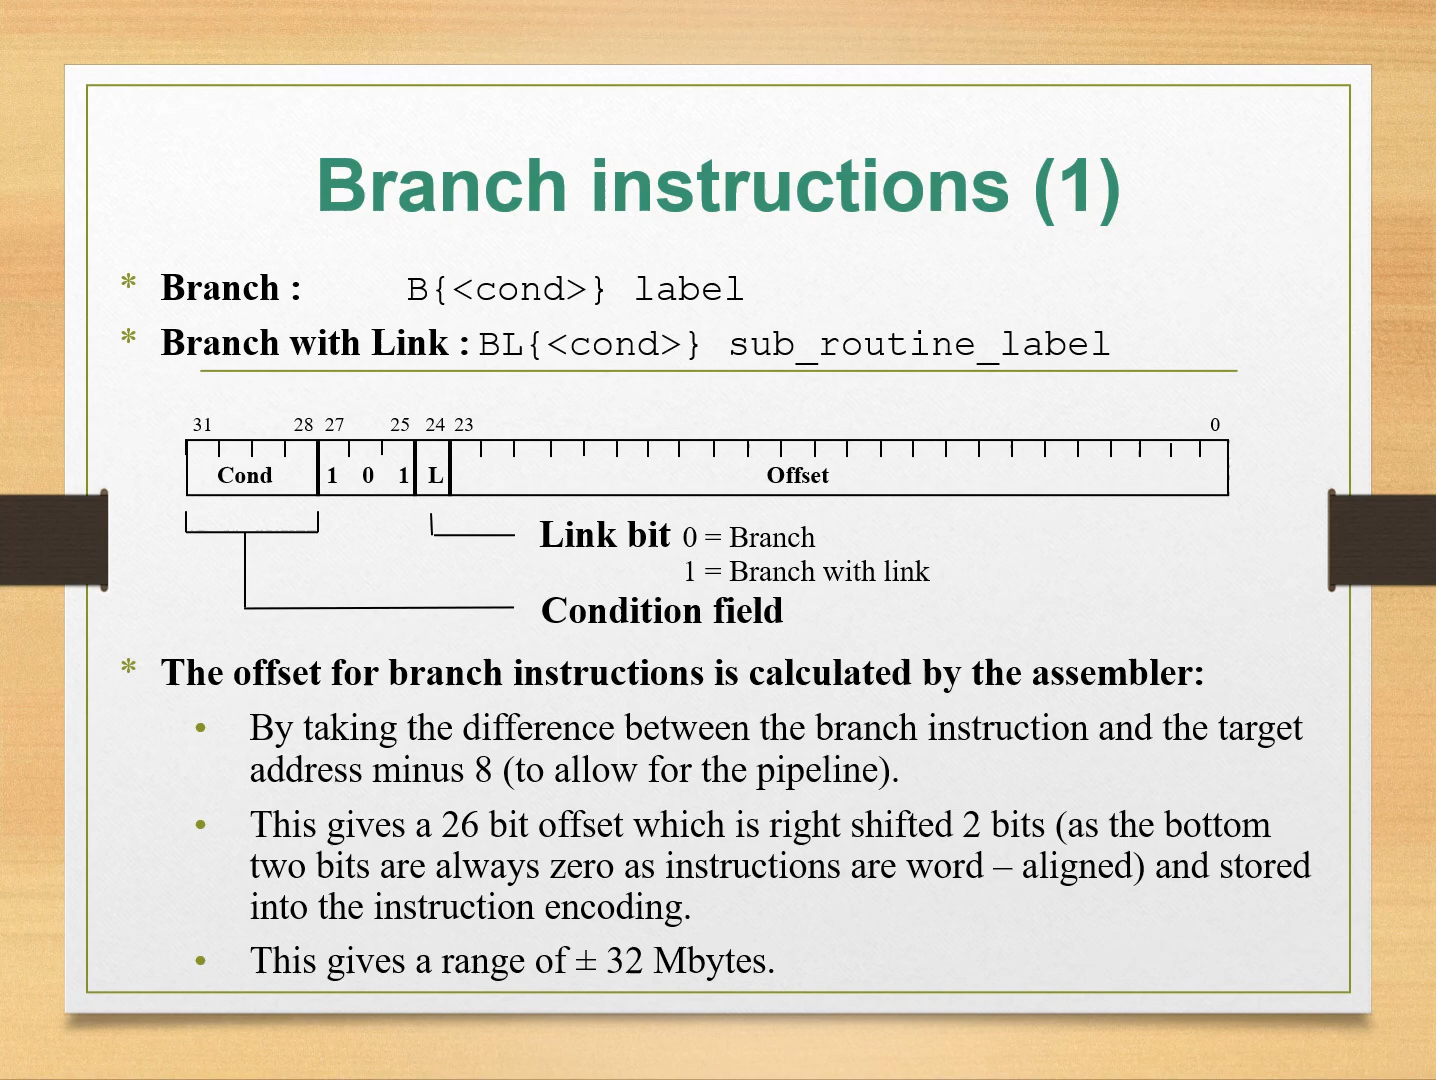 Branch instructions (1)
* Branch : B{<cond>} label
* Branch with Link : BL{<cond>} sub_routine_label
31 28 27 25 24 23 0
Cond 1 0 1 L Offset
Link bit 0 = Branch
1 = Branch with link
Condition field
* The offset for branch instructions is calculated by the assembler:
• By taking the difference between the branch instruction and the target
address minus 8 (to allow for the pipeline).
• This gives a 26 bit offset which is right shifted 2 bits (as the bottom
two bits are always zero as instructions are word – aligned) and stored
into the instruction encoding.
• This gives a range of ± 32 Mbytes.